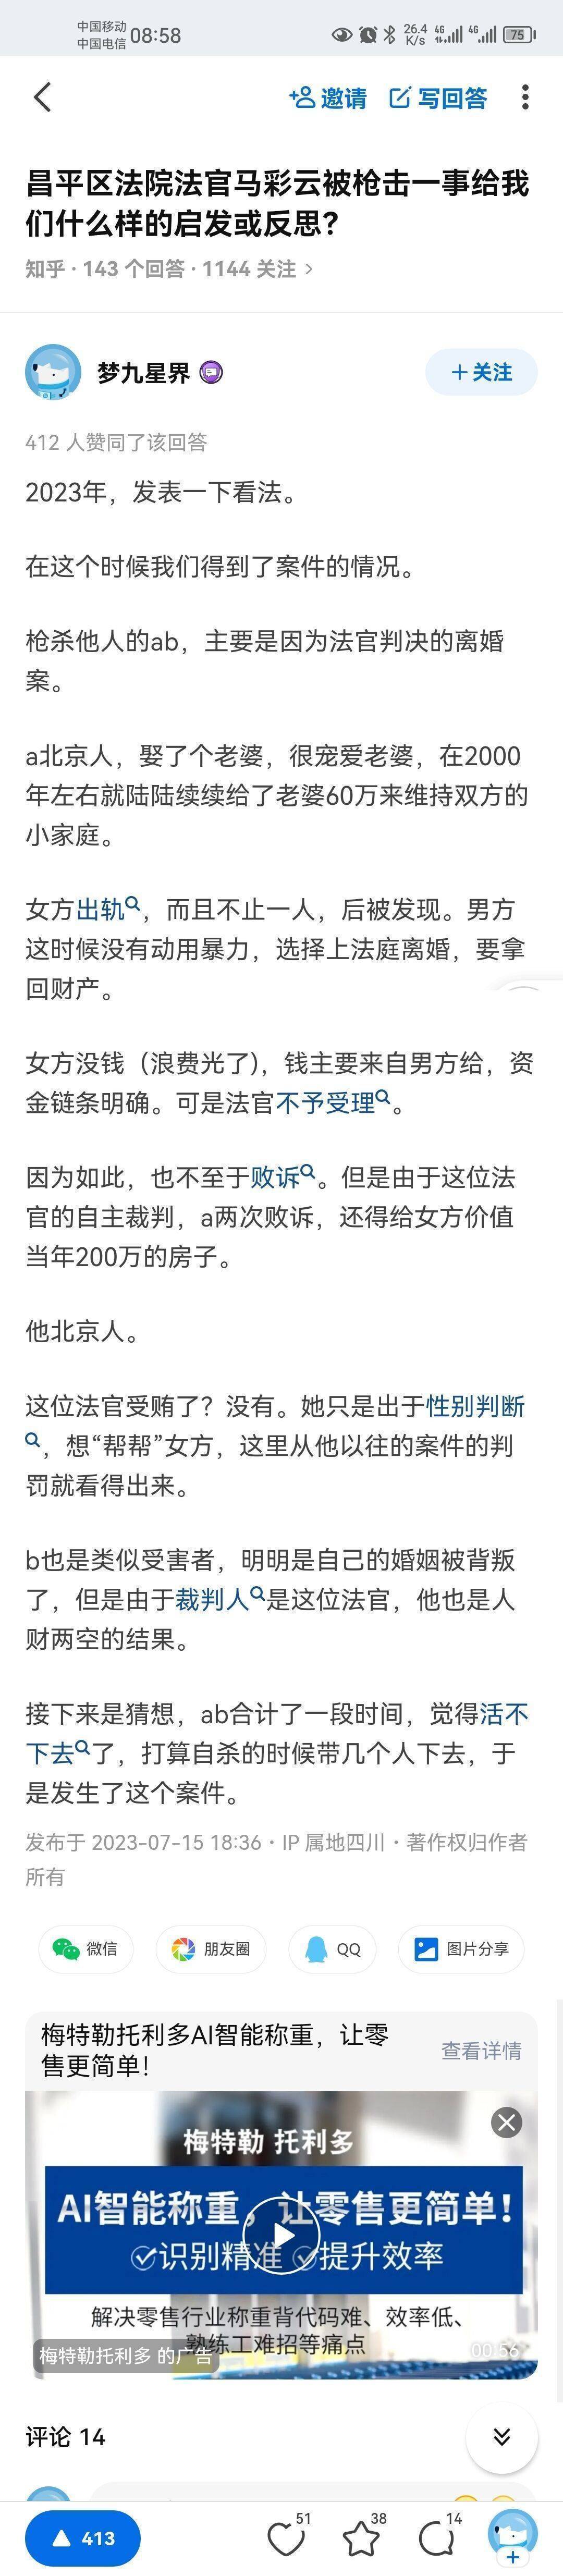 中国移动
中国电信
08:58
26.4
K/s
4G
4G
75
邀请
写回答
昌平区法院法官马彩云被枪击一事给我
们什么样的启发或反思?
知乎 · 143 个回答 · 1144 关注 >
梦九星界
+关注
412 人赞同了该回答
2023年，发表一下看法。
在这个时候我们得到了案件的情况。
枪杀他人的ab，主要是因为法官判决的离婚
案。
a北京人，娶了个老婆，很宠爱老婆，在2000
年左右就陆陆续续给了老婆60万来维持双方的
小家庭。
女方出轨，而且不止一人，后被发现。男方
这时候没有动用暴力，选择上法庭离婚，要拿
回财产。
女方没钱（浪费光了），钱主要来自男方给，资
金链条明确。可是法官不予受理。
因为如此，也不至于败诉。但是由于这位法
官的自主裁判，a两次败诉，还得给女方价值
当年200万的房子。
他北京人。
这位法官受贿了？没有。她只是出于性别判断
，想“帮帮”女方，这里从他以往的案件的判
罚就看得出来。
b也是类似受害者，明明是自己的婚姻被背叛
了，但是由于裁判人是这位法官，他也是人
财两空的结果。
接下来是猜想，ab合计了一段时间，觉得活不
下去了，打算自杀的时候带几个人下去，于
是发生了这个案件。
发布于 2023-07-15 18:36 · IP 属地四川 · 著作权归作者
所有
微信
朋友圈
QQ
图片分享
梅特勒托利多AI智能称重，让零
售更简单！
查看详情
梅特勒 托利多
AI智能称重，让零售更简单！
识别精准 提升效率
解决零售行业称重背代码难、效率低、
熟练工难招等痛点
梅特勒托利多 的广告
00:56
评论 14
413
51
38
14